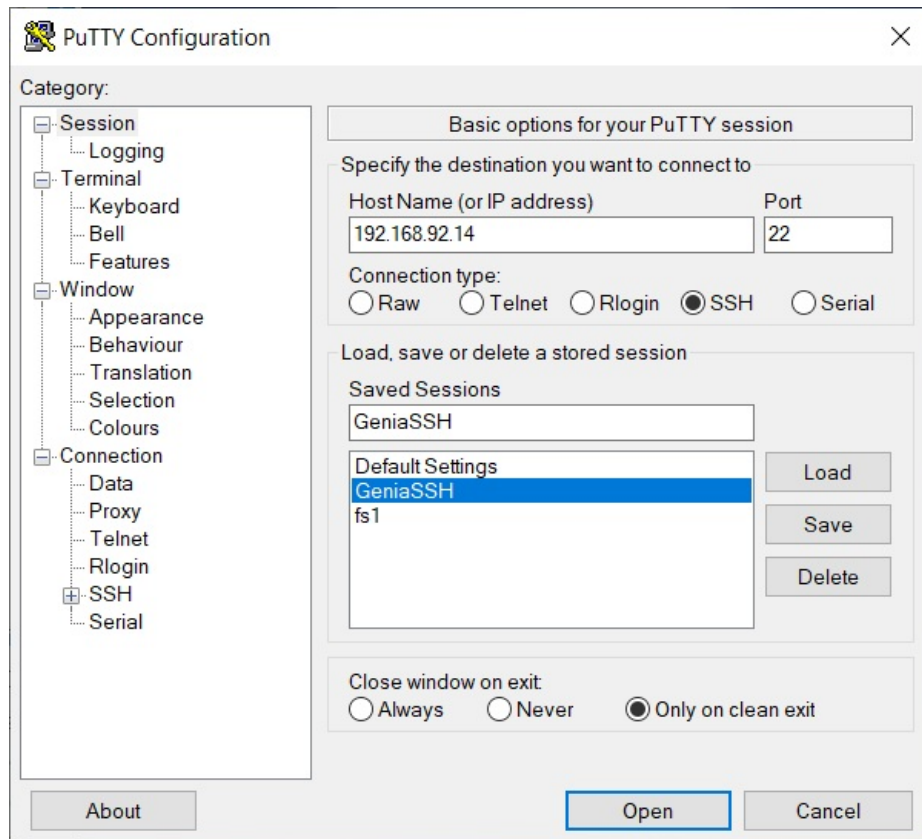 PuTTY Configuration
Category:
Session
Logging
Terminal
Keyboard
Bell
Features
Window
Appearance
Behaviour
Translation
Selection
Colours
Connection
Data
Proxy
Telnet
Rlogin
SSH
Serial
Basic options for your PuTTY session
Specify the destination you want to connect to
Host Name (or IP address) Port
192.168.92.14 22
Connection type:
Raw Telnet Rlogin SSH Serial
Load, save or delete a stored session
Saved Sessions
GeniaSSH
Default Settings
GeniaSSH
fs1
Load
Save
Delete
Close window on exit:
Always Never Only on clean exit
About Open Cancel